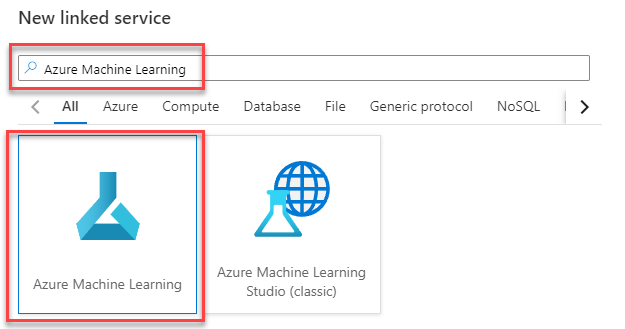 New linked service
Azure Machine Learning
All Azure Compute Database File Generic protocol NoSQL
Azure Machine Learning
Azure Machine Learning
Studio (classic)